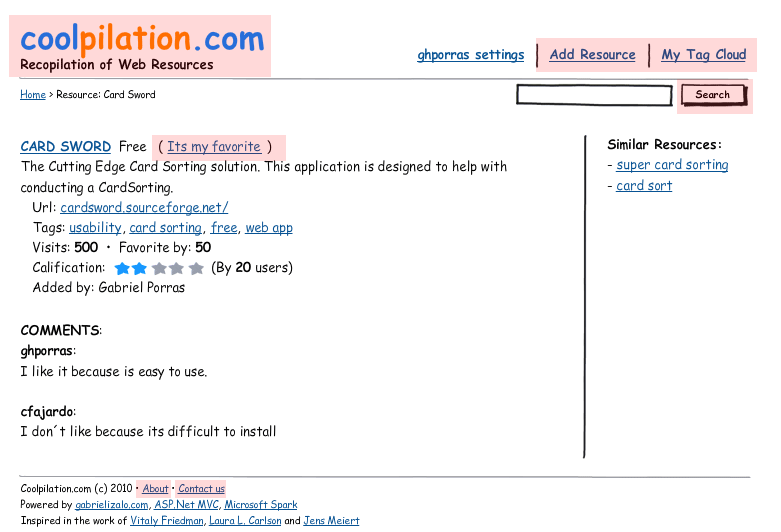 coolpilation.com
Recopilation of Web Resources
ghporras settings | Add Resource | My Tag Cloud
Home > Resource: Card Sword
Search
CARD SWORD Free ( Its my favorite )
The Cutting Edge Card Sorting solution. This application is designed to help with
conducting a CardSorting.
Url: cardsword.sourceforge.net/
Tags: usability, card sorting, free, web app
Visits: 500 • Favorite by: 50
Calification: (By 20 users)
Added by: Gabriel Porras
COMMENTS:
ghporras:
I like it because is easy to use.
cfajardo:
I don´t like because its difficult to install
Similar Resources:
- super card sorting
- card sort
Coolpilation.com (c) 2010 • About • Contact us
Powered by gabrielizalo.com, ASP.Net MVC, Microsoft Spark
Inspired in the work of Vitaly Friedman, Laura L. Carlson and Jens Meiert